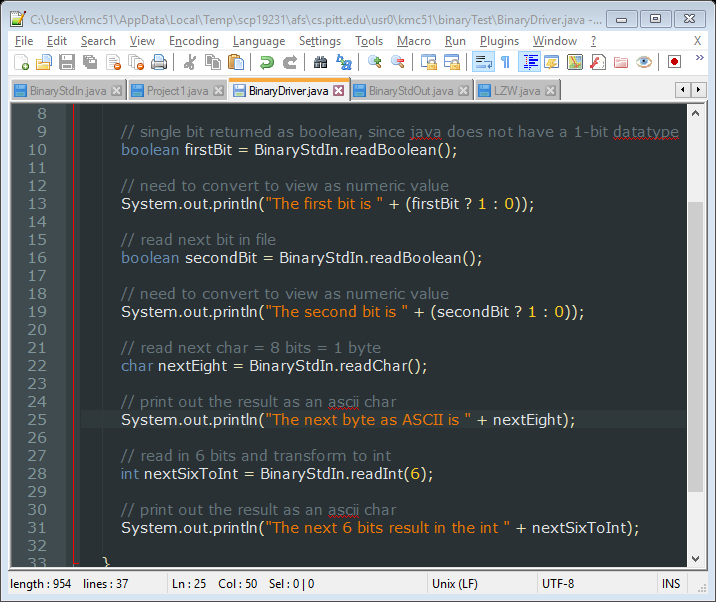 C:\Users\kmc51\AppData\Local\Temp\scp19231\afs\cs.pitt.edu\usr0\kmc51\binaryTest\BinaryDriver.java -...
File Edit Search View Encoding Language Settings Tools Macro Run Plugins Window ? X
BinaryStdIn.java Project1.java BinaryDriver.java BinaryStdOut.java LZW.java
8
9 // single bit returned as boolean, since java does not have a 1-bit datatype
10 boolean firstBit = BinaryStdIn.readBoolean();
11
12 // need to convert to view as numeric value
13 System.out.println("The first bit is " + (firstBit ? 1 : 0));
14
15 // read next bit in file
16 boolean secondBit = BinaryStdIn.readBoolean();
17
18 // need to convert to view as numeric value
19 System.out.println("The second bit is " + (secondBit ? 1 : 0));
20
21 // read next char = 8 bits = 1 byte
22 char nextEight = BinaryStdIn.readChar();
23
24 // print out the result as an ascii char
25 System.out.println("The next byte as ASCII is " + nextEight);
26
27 // read in 6 bits and transform to int
28 int nextSixToInt = BinaryStdIn.readInt(6);
29
30 // print out the result as an ascii char
31 System.out.println("The next 6 bits result in the int " + nextSixToInt);
32
33 }
length : 954 lines : 37 Ln : 25 Col : 50 Sel : 0 | 0 Unix (LF) UTF-8 INS